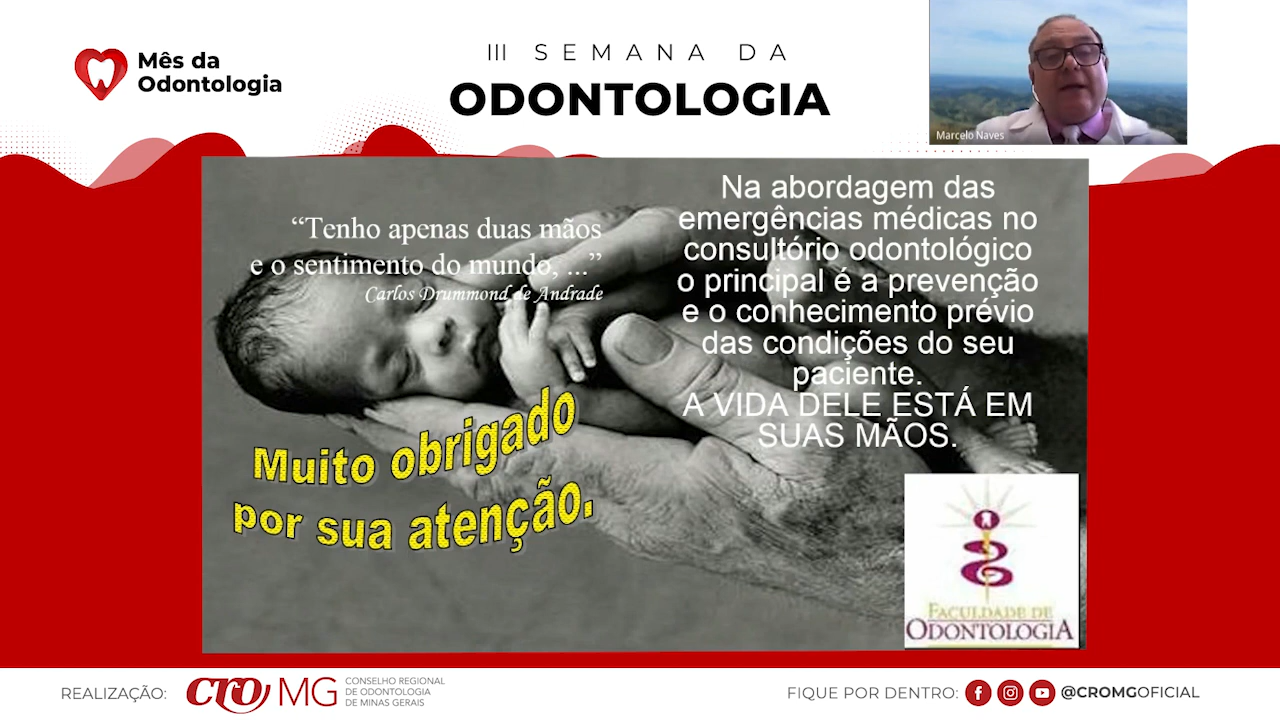 Mês da
Odontologia
III SEMANA DA
ODONTOLOGIA
Marcelo Naves
“Tenho apenas duas mãos
e o sentimento do mundo, ...”
Carlos Drummond de Andrade
Na abordagem das
emergências médicas no
consultório odontológico
o principal é a prevenção
e o conhecimento prévio
das condições do seu
paciente.
A VIDA DELE ESTÁ EM
SUAS MÃOS.
Muito obrigado
por sua atenção.
FACULDADE DE
ODONTOLOGIA
REALIZAÇÃO:
cro MG
CONSELHO REGIONAL
DE ODONTOLOGIA
DE MINAS GERAIS
FIQUE POR DENTRO:
@CROMGOFICIAL